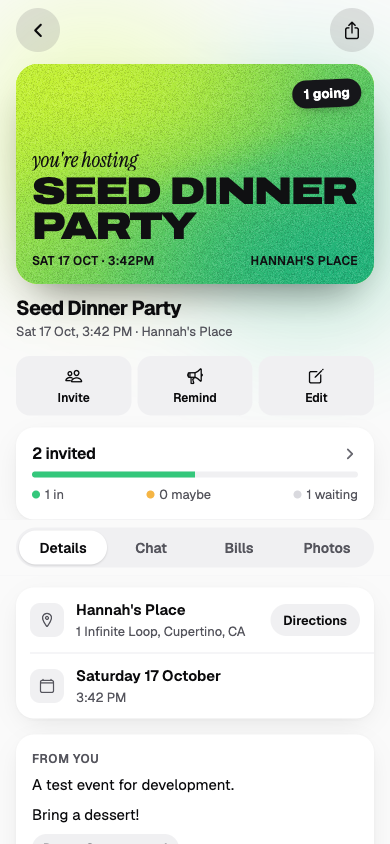 1 going
you're hosting
SEED DINNER
PARTY
SAT 17 OCT · 3:42PM
HANNAH'S PLACE
Seed Dinner Party
Sat 17 Oct, 3:42 PM · Hannah's Place
Invite
Remind
Edit
2 invited
1 in
0 maybe
1 waiting
Details
Chat
Bills
Photos
Hannah's Place
1 Infinite Loop, Cupertino, CA
Directions
Saturday 17 October
3:42 PM
FROM YOU
A test event for development.
Bring a dessert!